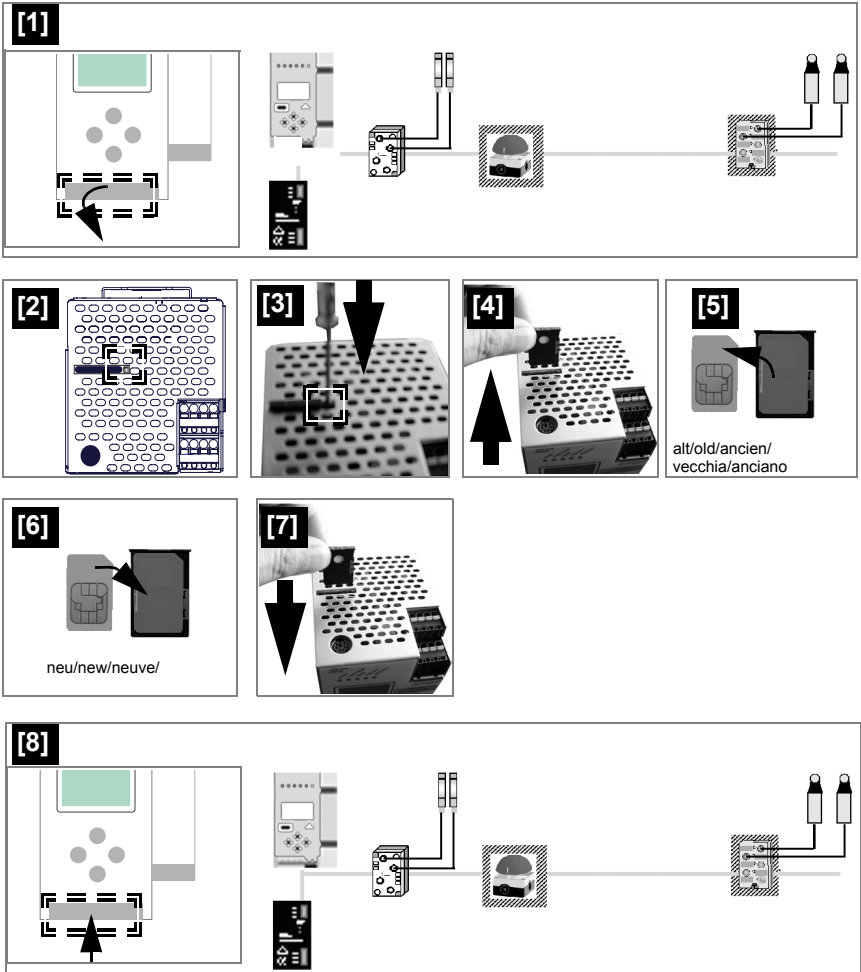 [1]
[2]
[3]
[4]
[5]
alt/old/ancien/
vecchia/anciano
[6]
neu/new/neuve/
[7]
[8]